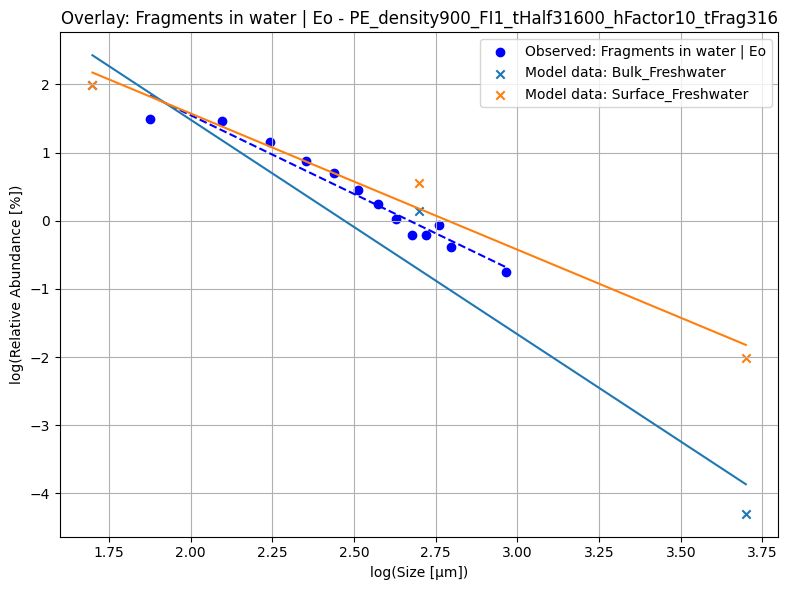 Overlay: Fragments in water | Eo - PE_density900_FI1_tHalf31600_hFactor10_tFrag316
Observed: Fragments in water | Eo
Model data: Bulk_Freshwater
Model data: Surface_Freshwater
log(Relative Abundance [%])
2
1
0
−1
−2
−3
−4
1.75 2.00 2.25 2.50 2.75 3.00 3.25 3.50 3.75
log(Size [μm])